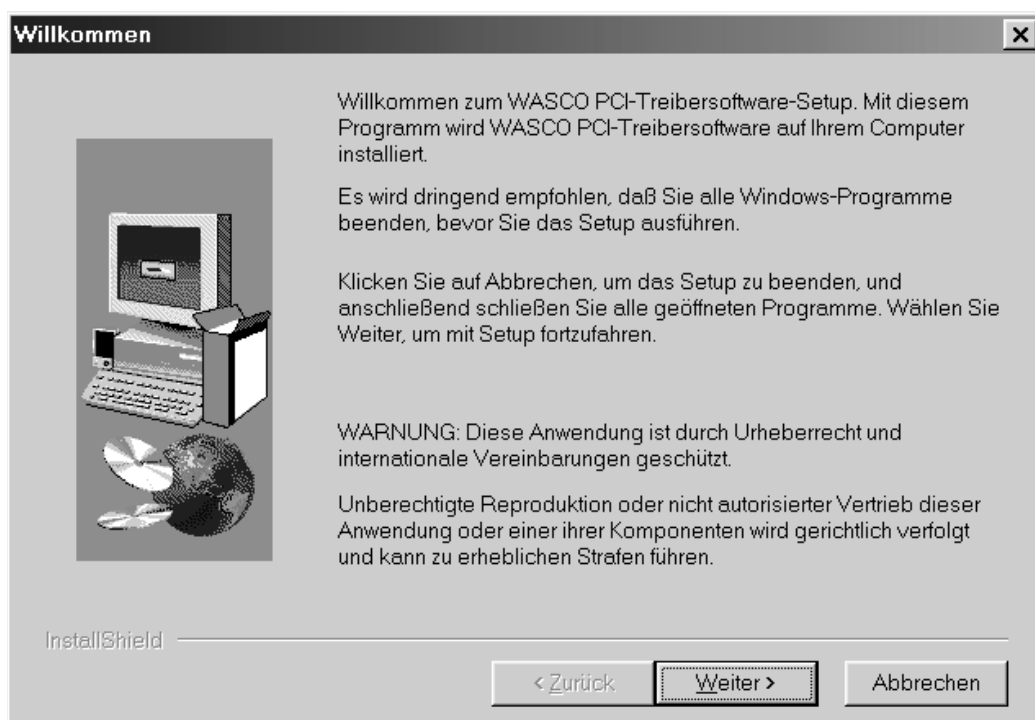 Willkommen
Willkommen zum WASCO PCI-Treibersoftware-Setup. Mit diesem
Programm wird WASCO PCI-Treibersoftware auf Ihrem Computer
installiert.
Es wird dringend empfohlen, daß Sie alle Windows-Programme
beenden, bevor Sie das Setup ausführen.
Klicken Sie auf Abbrechen, um das Setup zu beenden, und
anschließend schließen Sie alle geöffneten Programme. Wählen Sie
Weiter, um mit Setup fortzufahren.
WARNUNG: Diese Anwendung ist durch Urheberrecht und
internationale Vereinbarungen geschützt.
Unberechtigte Reproduktion oder nicht autorisierter Vertrieb dieser
Anwendung oder einer ihrer Komponenten wird gerichtlich verfolgt
und kann zu erheblichen Strafen führen.
InstallShield
< Zurück Weiter > Abbrechen